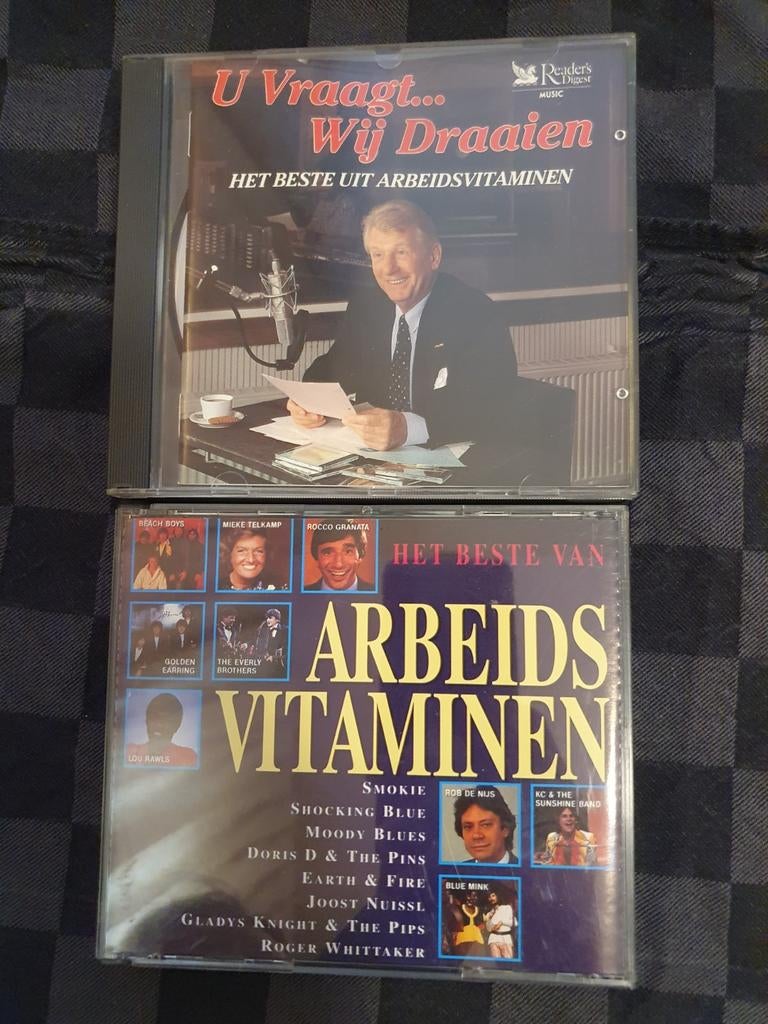 U Vraagt...
Wij Draaien
Reader's
Digest
MUSIC
HET BESTE UIT ARBEIDSVITAMINEN
BEACH BOYS
MIEKE TELKAMP
ROCCO GRANATA
HET BESTE VAN
ARBEIDS
VITAMINEN
GOLDEN
EARRING
THE EVERLY
BROTHERS
LOU RAWLS
SMOKIE
SHOCKING BLUE
MOODY BLUES
DORIS D & THE PINS
EARTH & FIRE
JOOST NUISSL
GLADYS KNIGHT & THE PIPS
ROGER WHITTAKER
ROB DE NIJS
KC & THE
SUNSHINE BAND
BLUE MINK